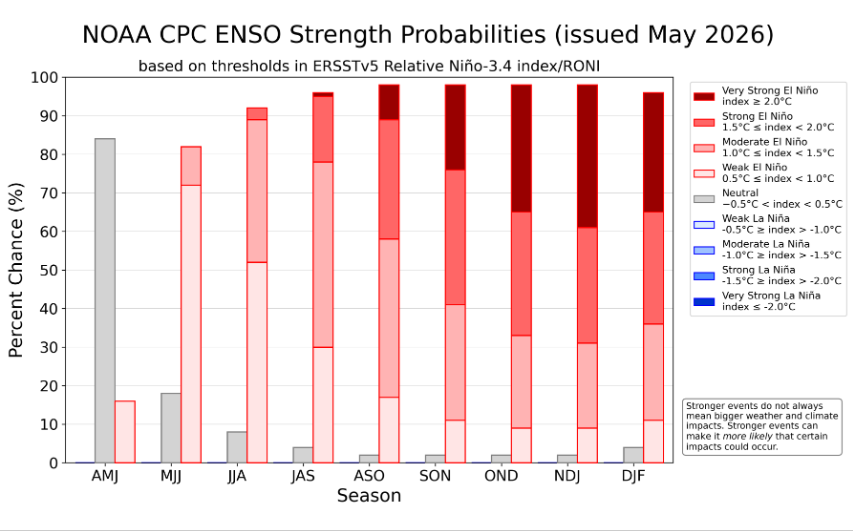 NOAA CPC ENSO Strength Probabilities (issued May 2026)
based on thresholds in ERSSTv5 Relative Niño-3.4 index/RONI
Percent Chance (%)
100
90
80
70
60
50
40
30
20
10
0
AMJ MJJ JJA JAS ASO SON OND NDJ DJF
Season
Very Strong El Niño
index ≥ 2.0°C
Strong El Niño
1.5°C ≤ index < 2.0°C
Moderate El Niño
1.0°C ≤ index < 1.5°C
Weak El Niño
0.5°C ≤ index < 1.0°C
Neutral
−0.5°C < index < 0.5°C
Weak La Niña
-0.5°C ≥ index > -1.0°C
Moderate La Niña
-1.0°C ≥ index > -1.5°C
Strong La Niña
-1.5°C ≥ index > -2.0°C
Very Strong La Niña
index ≤ -2.0°C
Stronger events do not always
mean bigger weather and climate
impacts. Stronger events can
make it more likely that certain
impacts could occur.